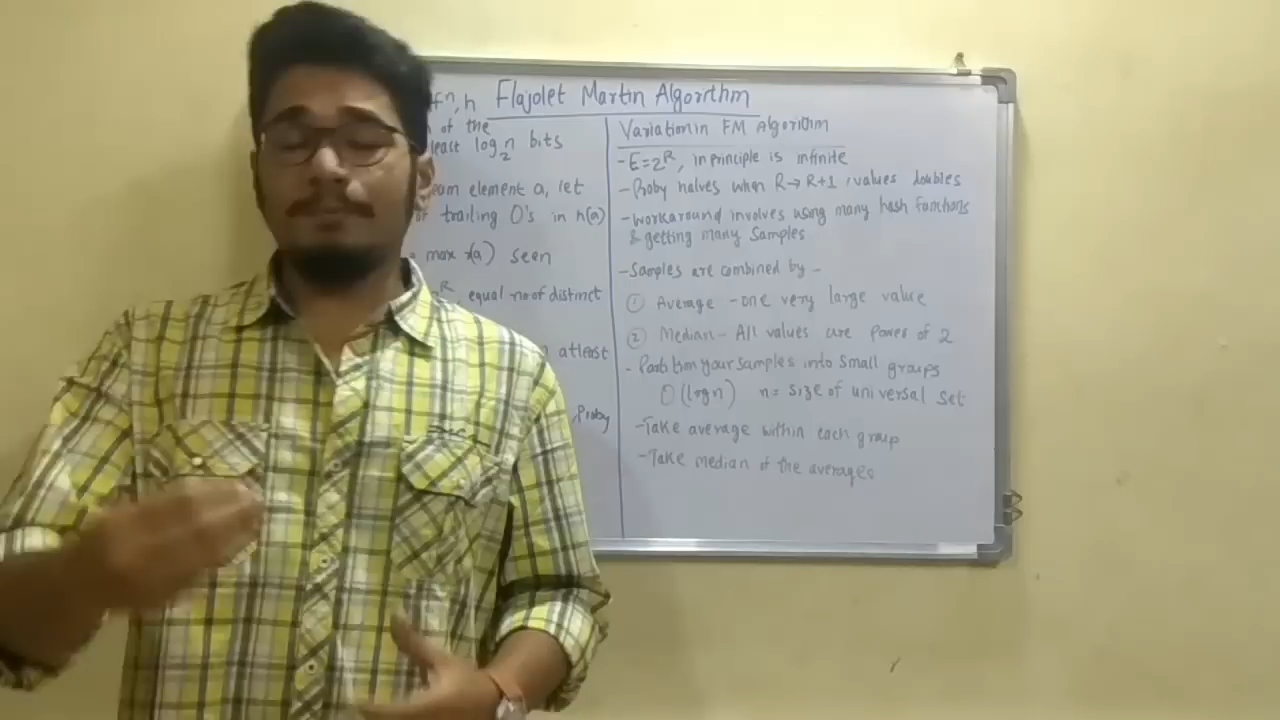 Flajolet Martin Algorithm
fⁿ, h
of the
least log₂n bits
eam element a, let
trailing 0's in h(a)
max r(a) seen
equal no of distinct
atleast
, Proby
Variation in FM Algorithm
- E=2^R, in principle is infinite
- Proby halves when R→R+1, values doubles
- workaround involves using many hash functions
& getting many Samples
- Samples are combined by -
① Average - one very large value
② Median - All values are Power of 2
- Partition your samples into small groups
O(log n) n = size of universal set
- Take average within each group
- Take median of the averages